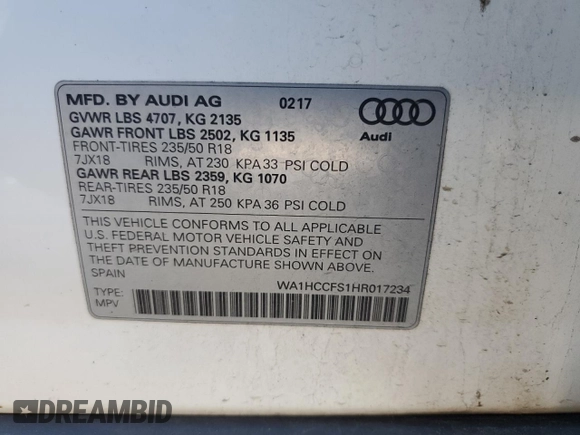 MFD. BY AUDI AG 0217
GVWR LBS 4707, KG 2135
GAWR FRONT LBS 2502, KG 1135
FRONT-TIRES 235/50 R18
7JX18 RIMS, AT 230 KPA 33 PSI COLD
GAWR REAR LBS 2359, KG 1070
REAR-TIRES 235/50 R18
7JX18 RIMS, AT 250 KPA 36 PSI COLD
Audi
THIS VEHICLE CONFORMS TO ALL APPLICABLE
U.S. FEDERAL MOTOR VEHICLE SAFETY AND
THEFT PREVENTION STANDARDS IN EFFECT ON
THE DATE OF MANUFACTURE SHOWN ABOVE.
SPAIN
WA1HCCFS1HR017234
TYPE:
MPV
DREAMBID